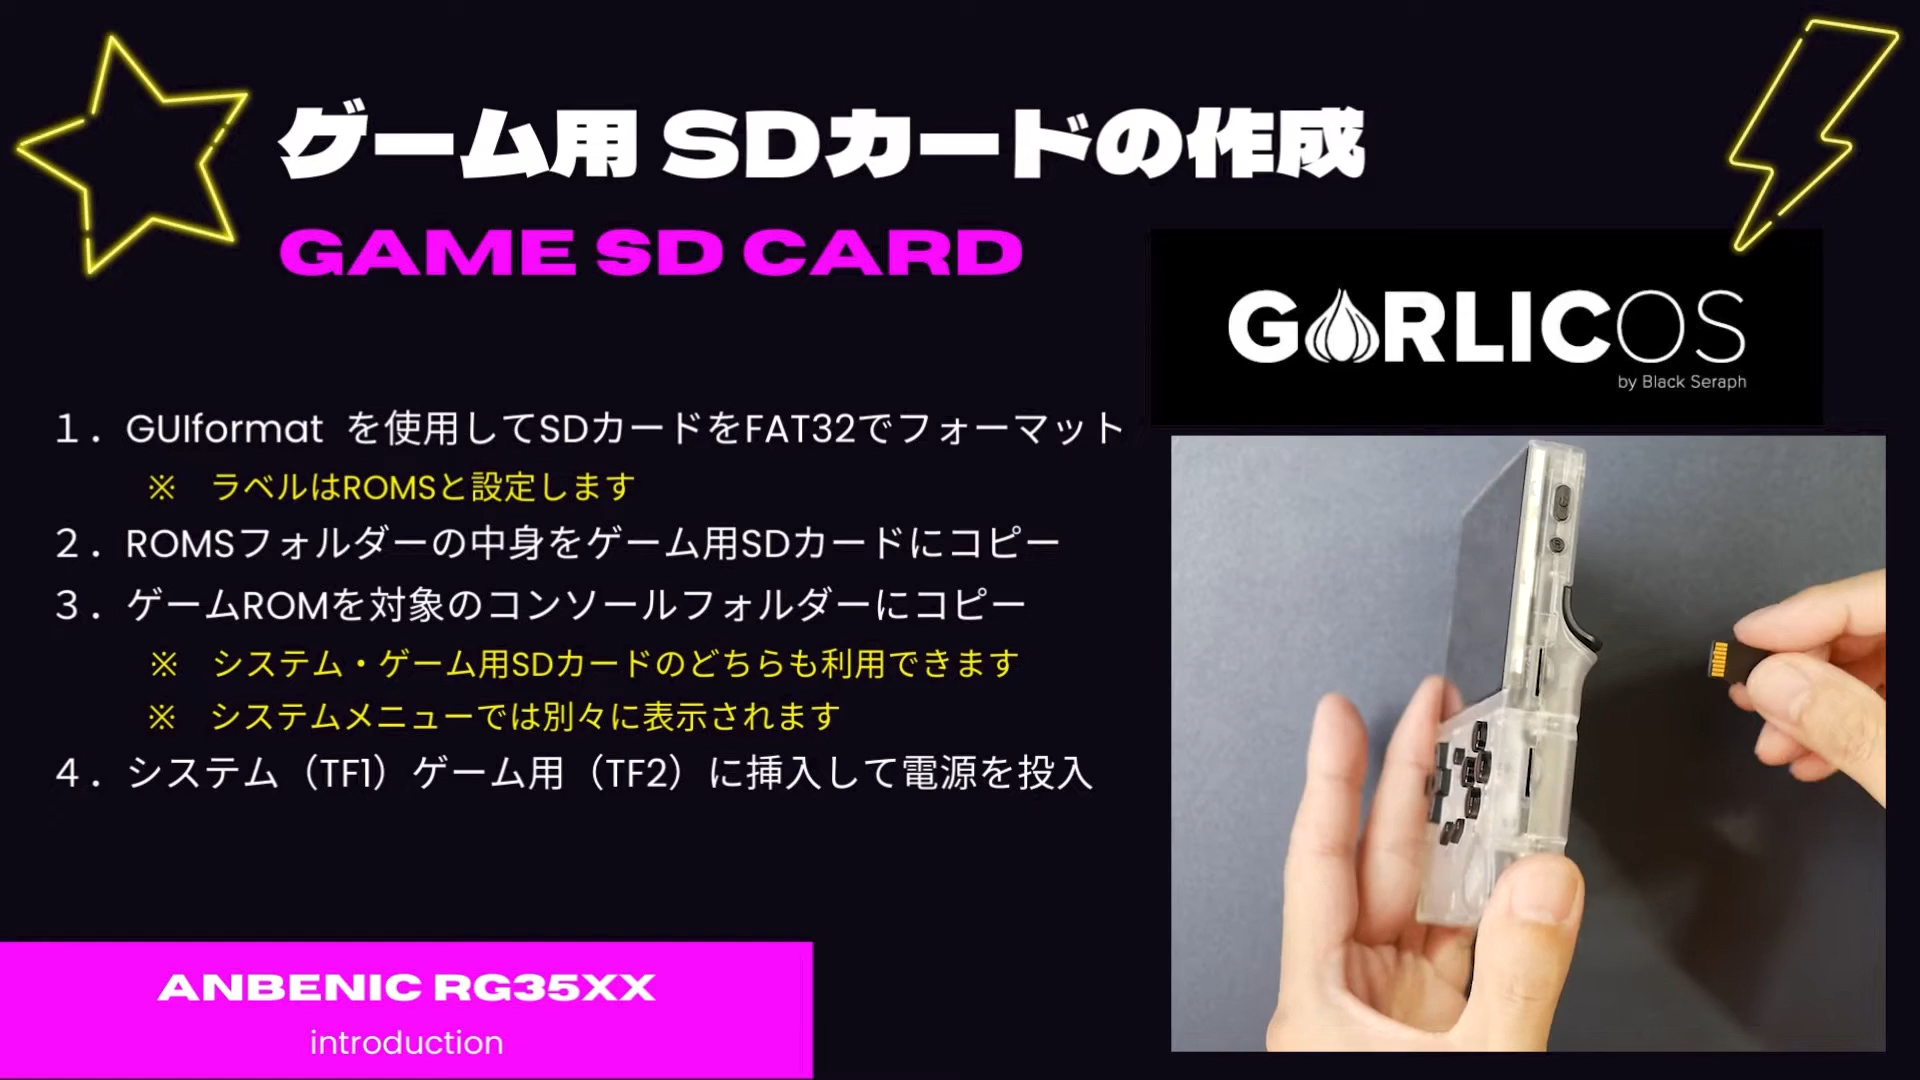 ゲーム用 SDカードの作成
GAME SD CARD
GARLICOS
by Black Seraph
１．GUIformat を使用してSDカードをFAT32でフォーマット
※　ラベルはROMSと設定します
２．ROMSフォルダーの中身をゲーム用SDカードにコピー
３．ゲームROMを対象のコンソールフォルダーにコピー
※　システム・ゲーム用SDカードのどちらも利用できます
※　システムメニューでは別々に表示されます
４．システム（TF1）ゲーム用（TF2）に挿入して電源を投入
ANBENIC RG35XX
introduction